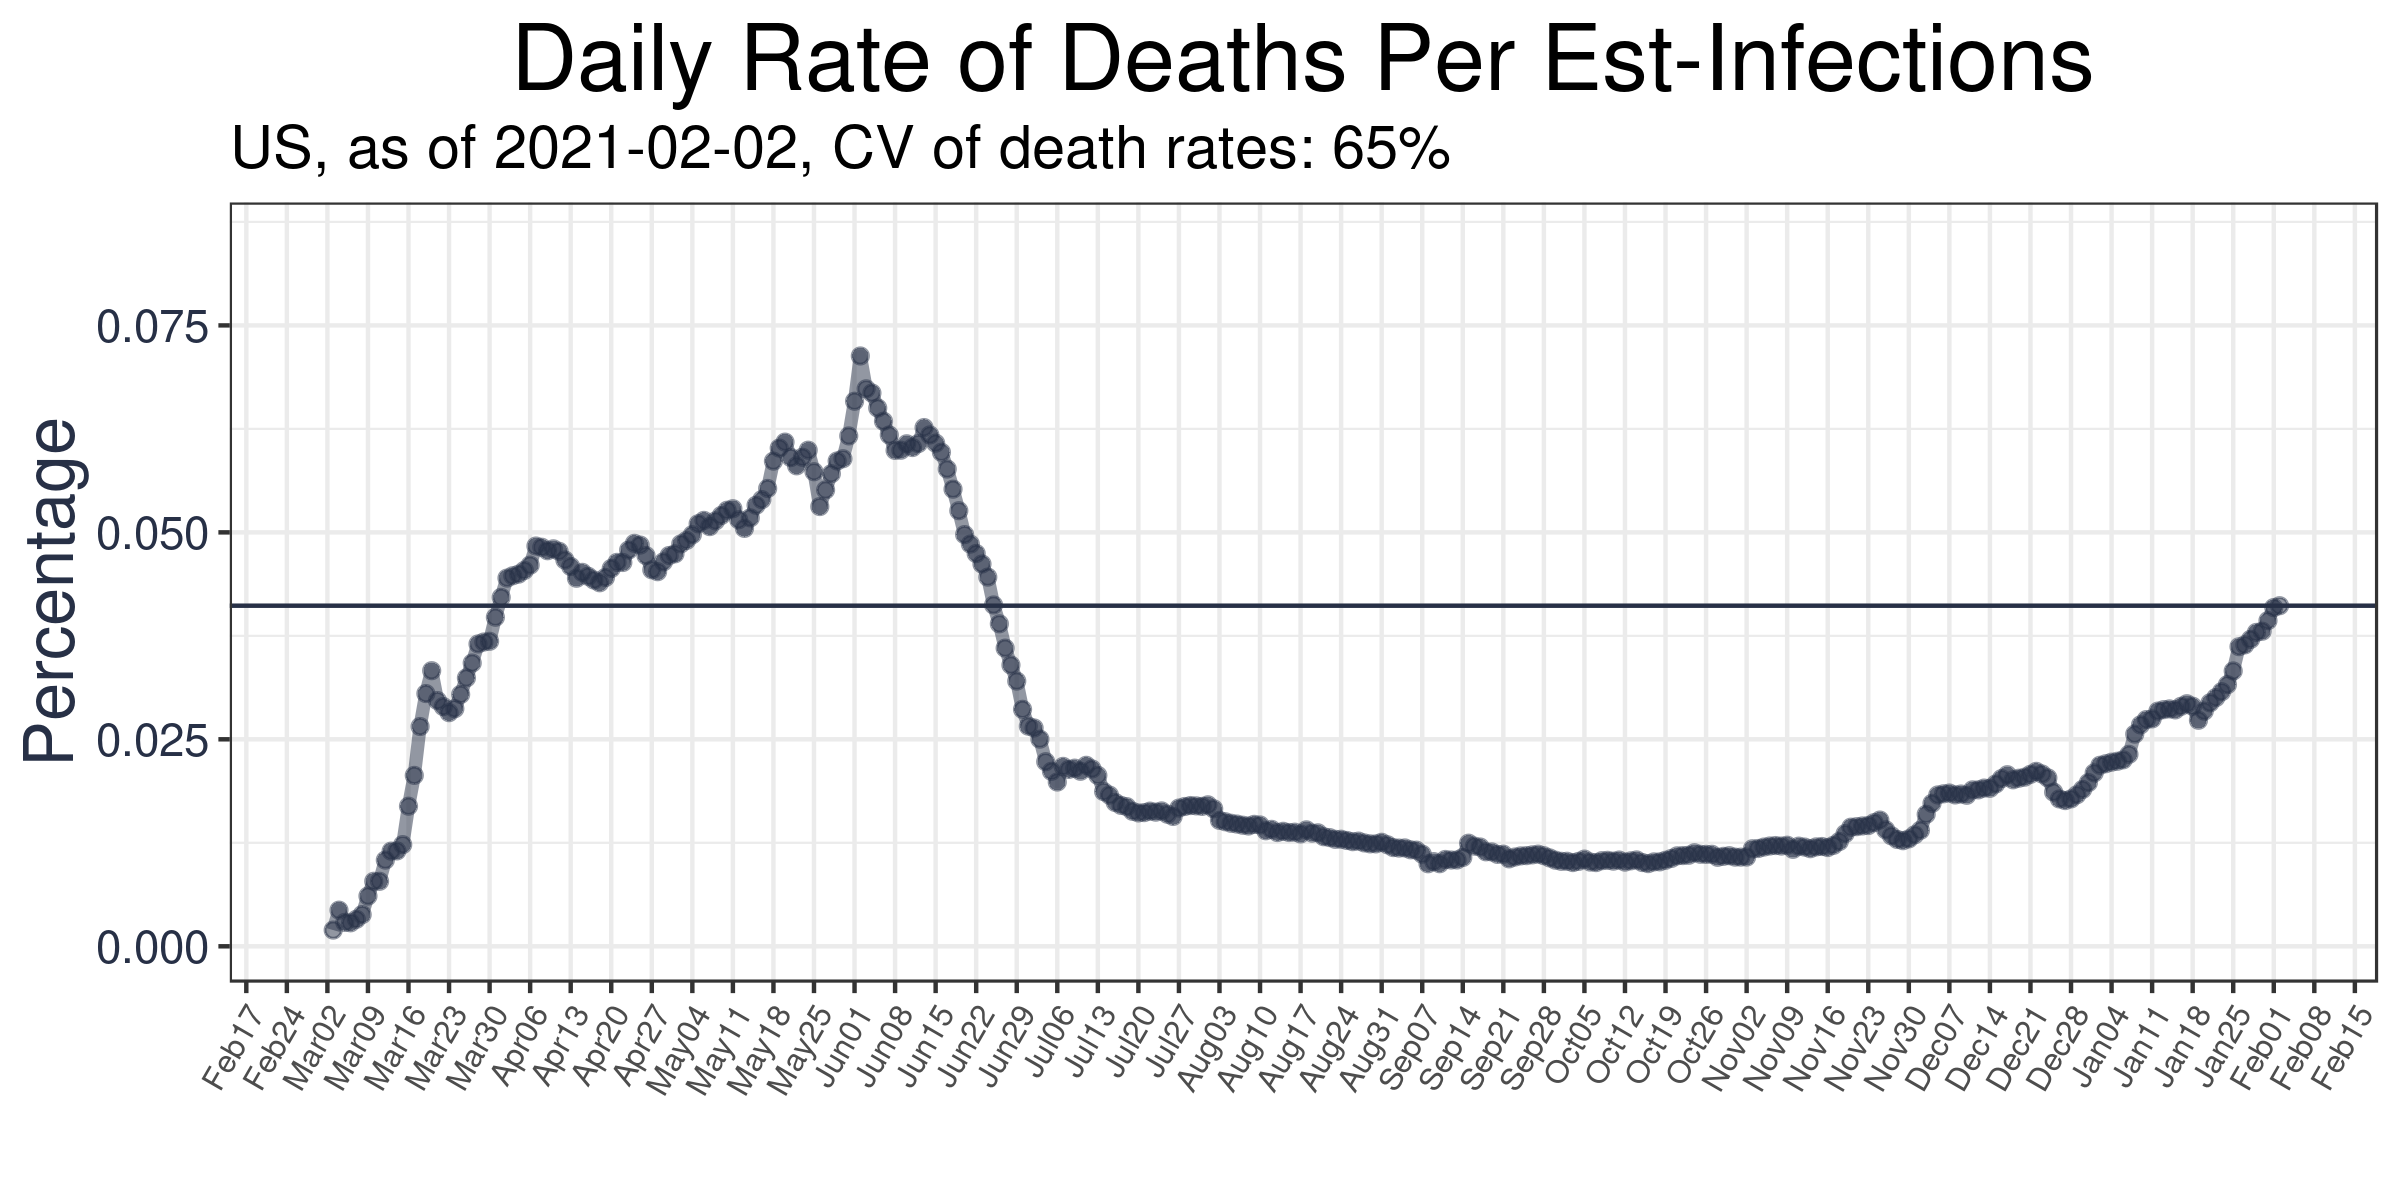 Daily Rate of Deaths Per Est-Infections
US, as of 2021-02-02, CV of death rates: 65%
Percentage
0.075
0.050
0.025
0.000
Feb17
Feb24
Mar02
Mar09
Mar16
Mar23
Mar30
Apr06
Apr13
Apr20
Apr27
May04
May11
May18
May25
Jun01
Jun08
Jun15
Jun22
Jun29
Jul06
Jul13
Jul20
Jul27
Aug03
Aug10
Aug17
Aug24
Aug31
Sep07
Sep14
Sep21
Sep28
Oct05
Oct12
Oct19
Oct26
Nov02
Nov09
Nov16
Nov23
Nov30
Dec07
Dec14
Dec21
Dec28
Jan04
Jan11
Jan18
Jan25
Feb01
Feb08
Feb15